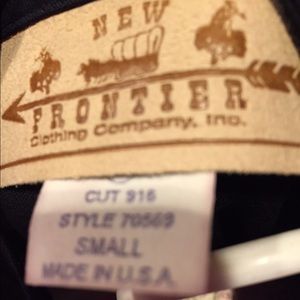 NEW
FRONTIER
Clothing Company, Inc.
CUT 916
STYLE 70569
SMALL
MADE IN U.S.A.